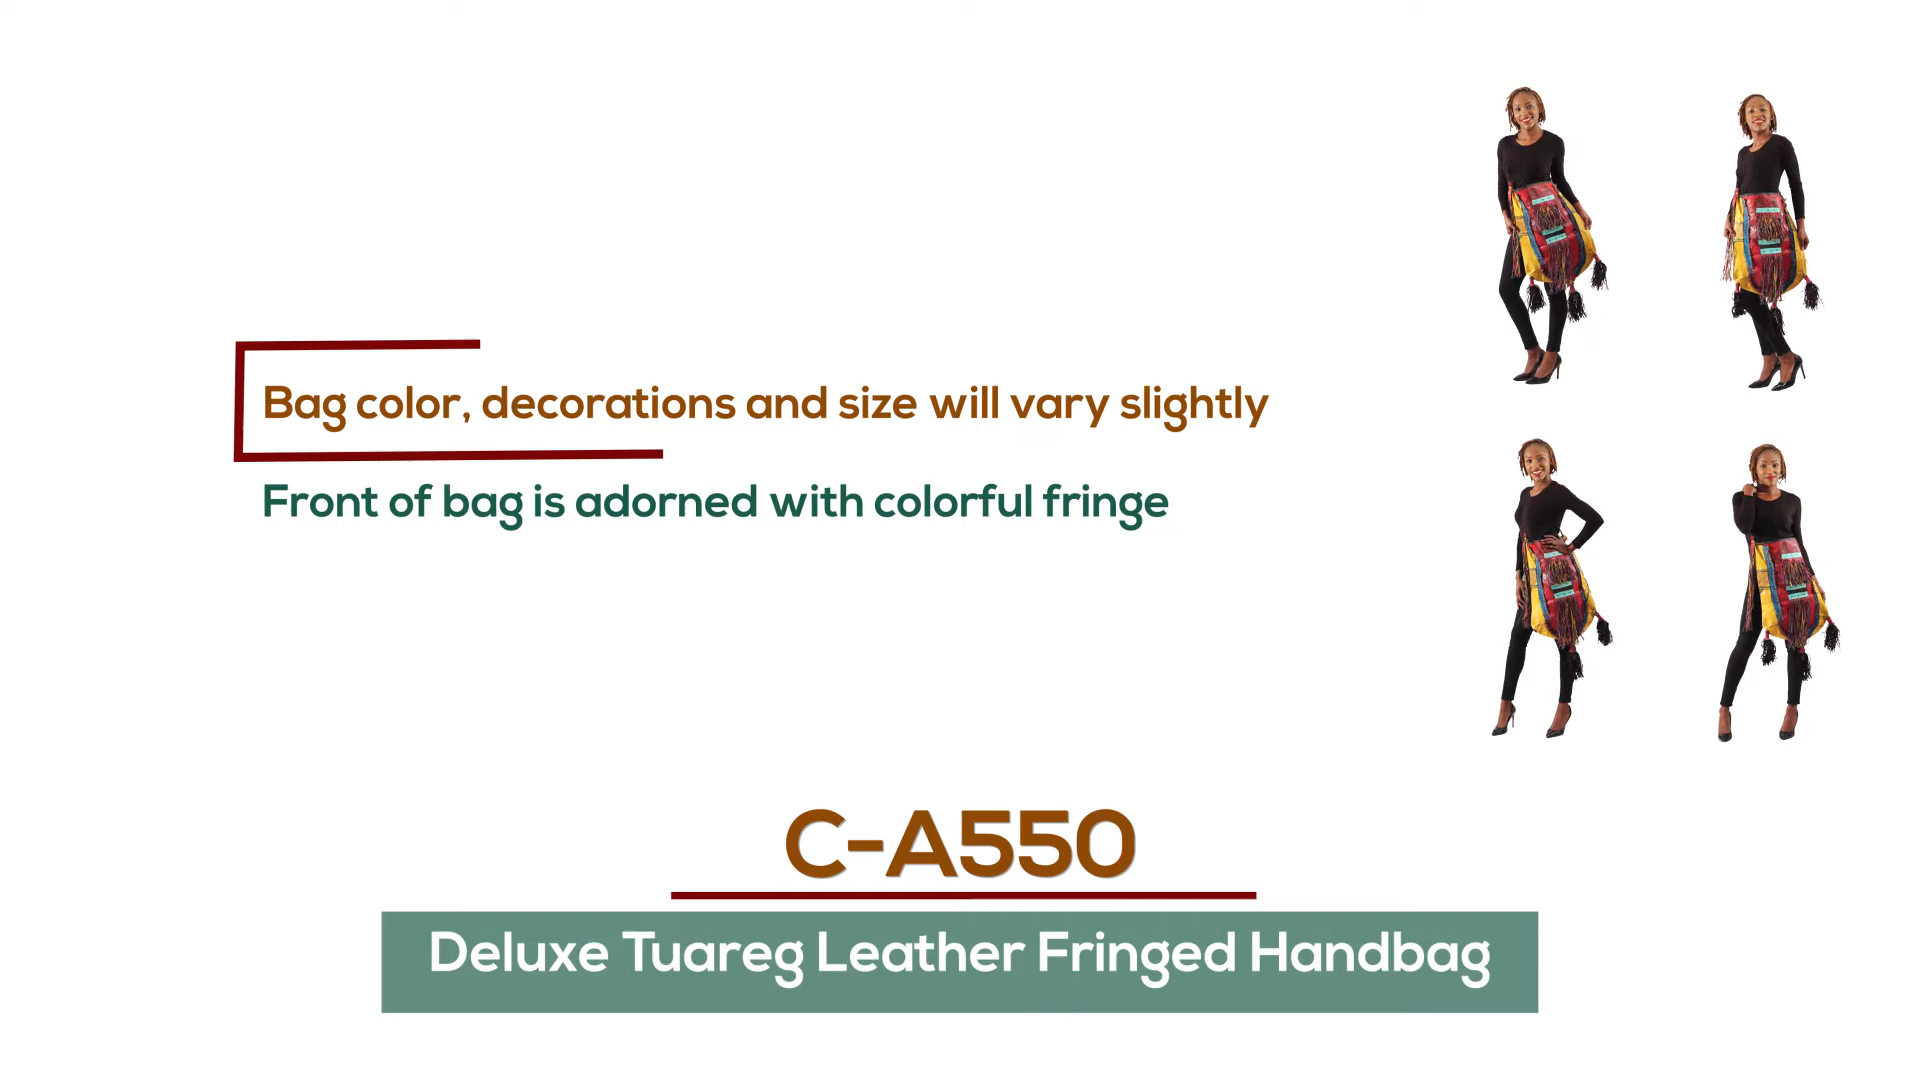 Bag color, decorations and size will vary slightly
Front of bag is adorned with colorful fringe
C-A550
Deluxe Tuareg Leather Fringed Handbag